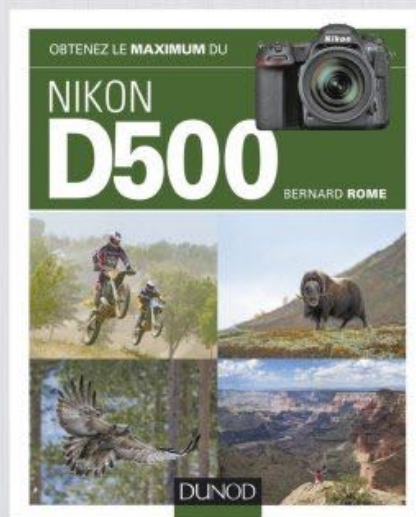 OBTENEZ LE MAXIMUM DU
Nikon
NIKON
D500
BERNARD ROME
DUNOD